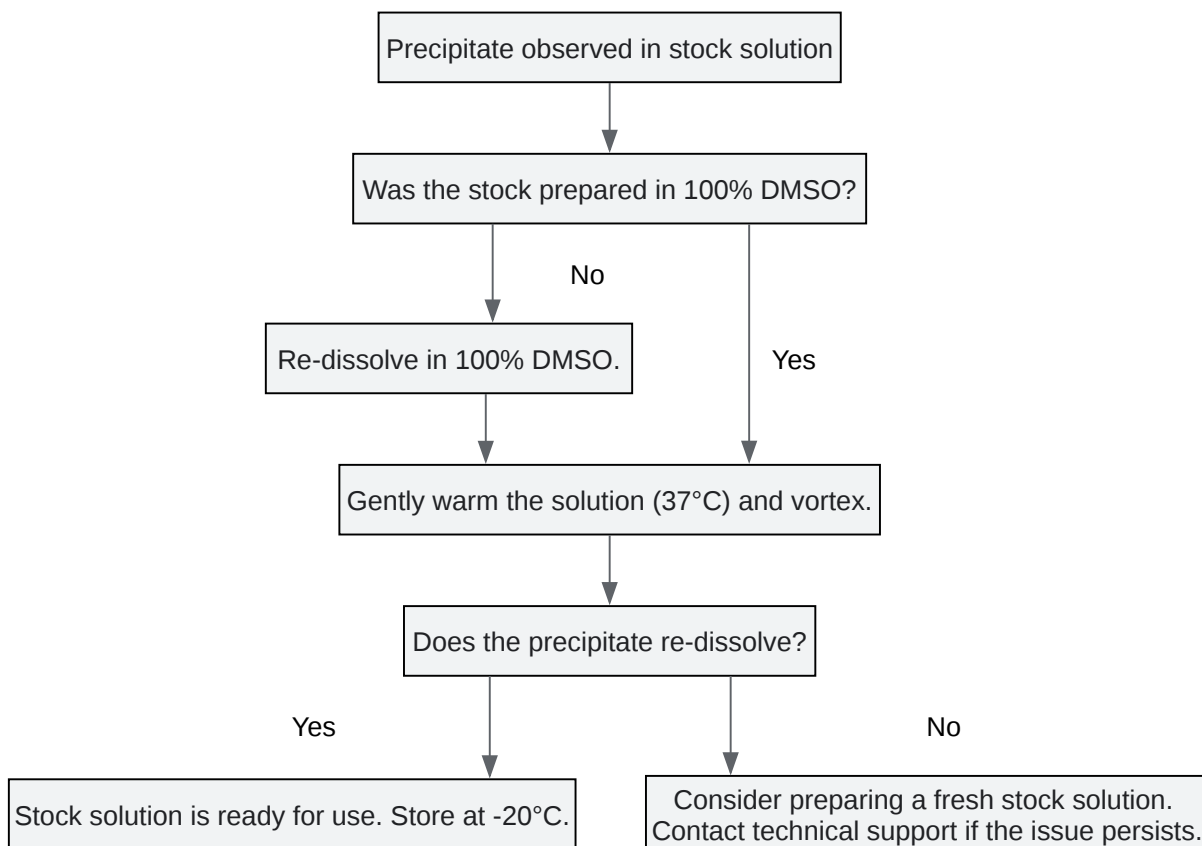 Precipitate observed in stock solution
Was the stock prepared in 100% DMSO?
No
Re-dissolve in 100% DMSO.
Yes
Gently warm the solution (37°C) and vortex.
Does the precipitate re-dissolve?
Yes
No
Stock solution is ready for use. Store at -20°C.
Consider preparing a fresh stock solution.
Contact technical support if the issue persists.